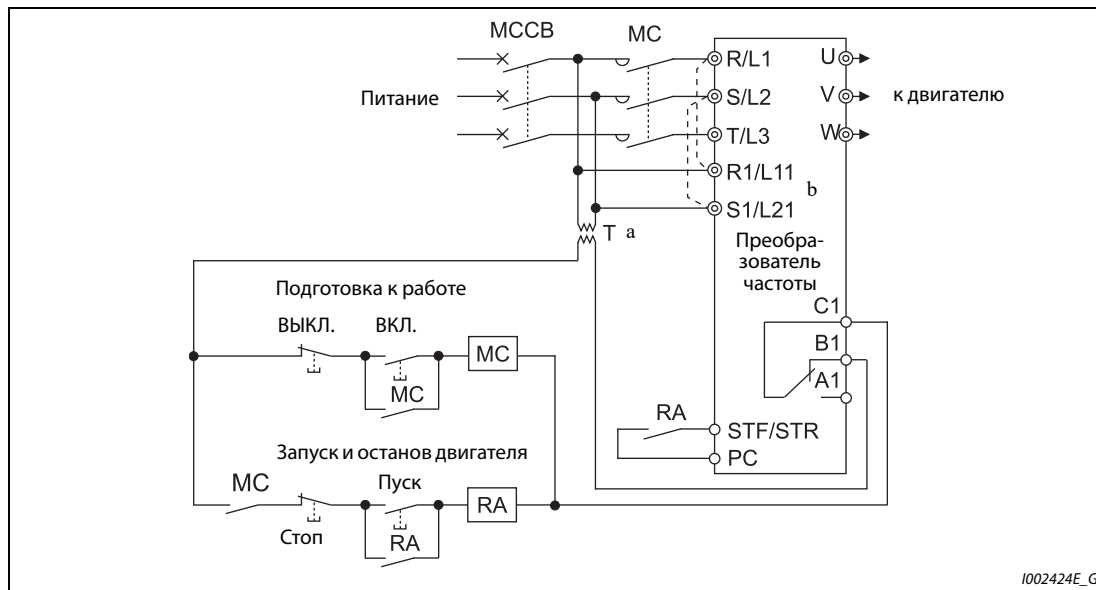 MCCB
MC
R/L1
U
Питание
S/L2
V
к двигателю
T/L3
W
R1/L11
b
S1/L21
T a
Преобра-
зователь
частоты
Подготовка к работе
C1
ВЫКЛ.
ВКЛ.
B1
MC
A1
MC
RA
STF/STR
Запуск и останов двигателя
PC
MC
Пуск
RA
Стоп
RA
I002424E_G